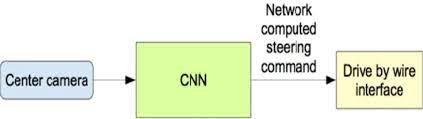 Center camera
CNN
Network
computed
steering
command
Drive by wire
interface